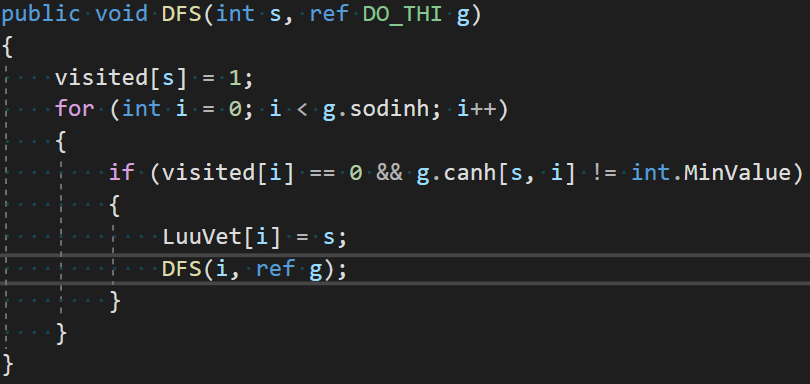 public void DFS(int s, ref DO_THI g)
{
    visited[s] = 1;
    for (int i = 0; i < g.sodinh; i++)
    {
        if (visited[i] == 0 && g.canh[s, i] != int.MinValue)
        {
            LuuVet[i] = s;
            DFS(i, ref g);
        }
    }
}